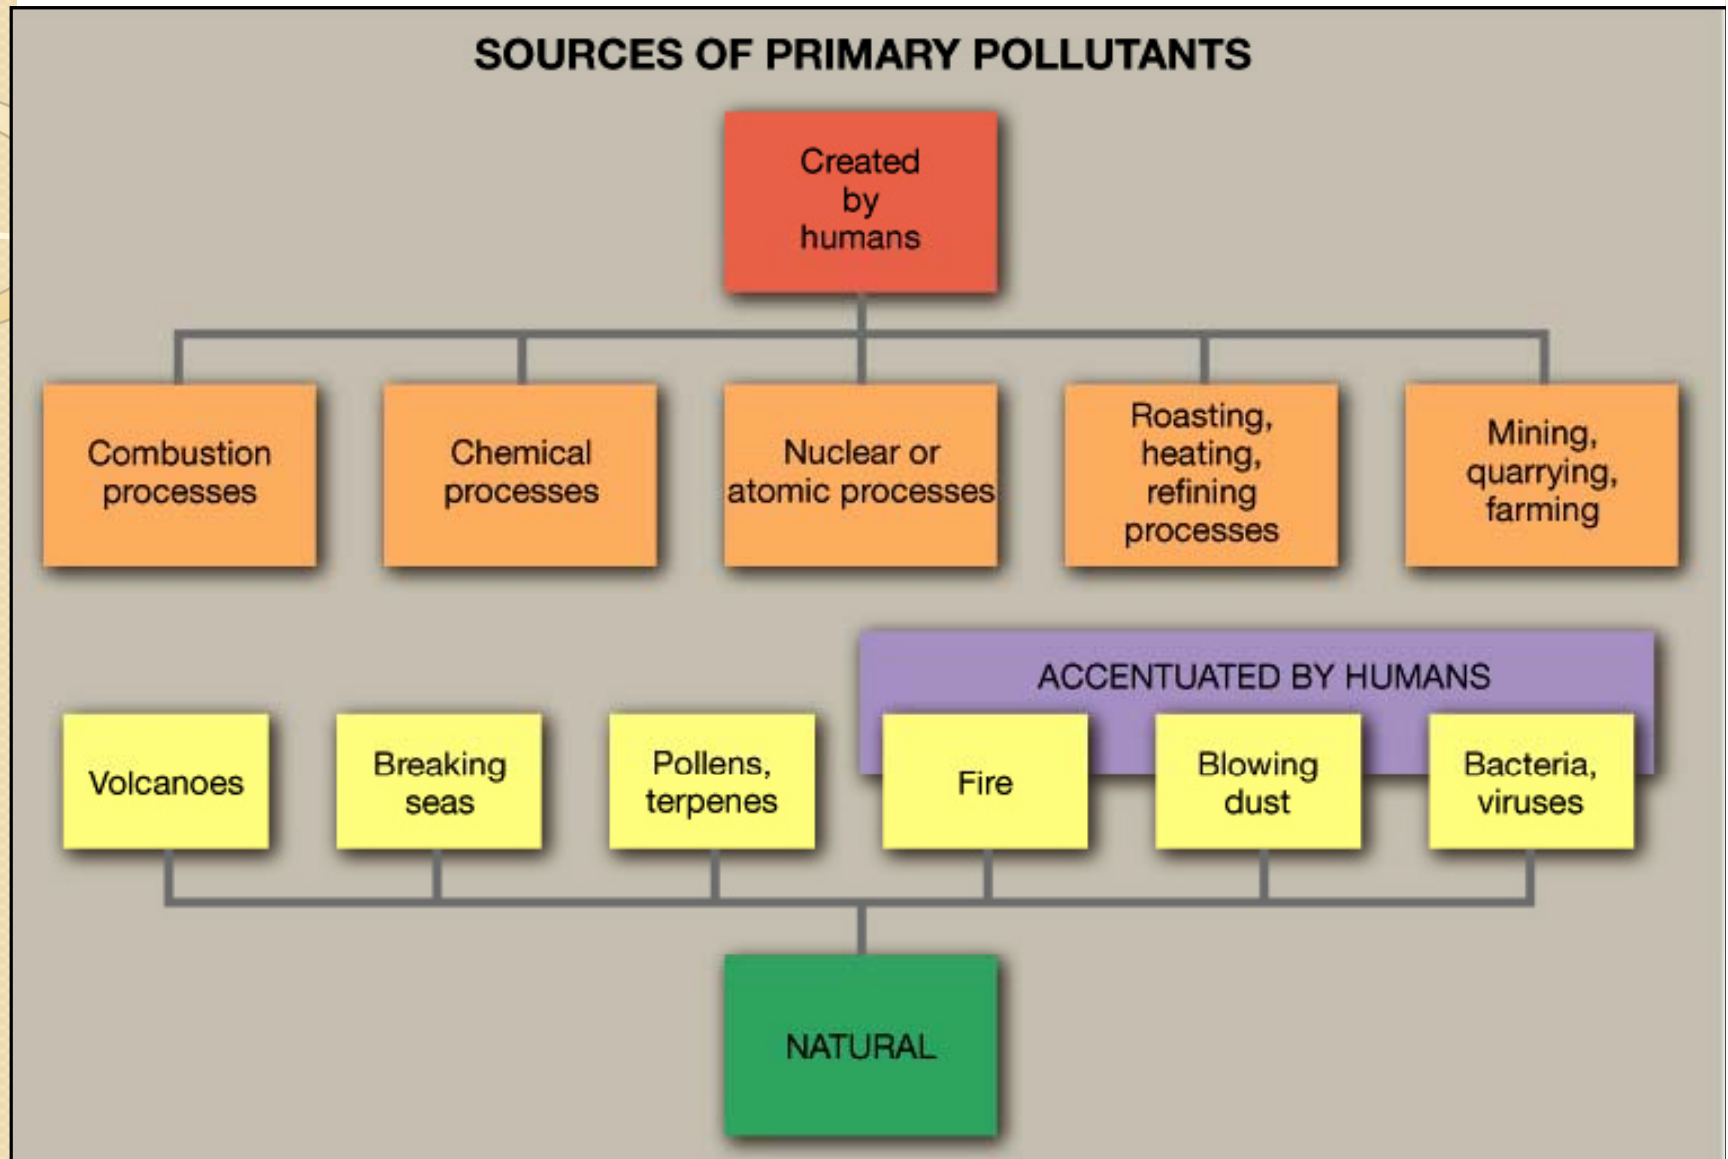 SOURCES OF PRIMARY POLLUTANTS
Created
by
humans
Combustion
processes
Chemical
processes
Nuclear or
atomic processes
Roasting,
heating,
refining
processes
Mining,
quarrying,
farming
ACCENTUATED BY HUMANS
Volcanoes
Breaking
seas
Pollens,
terpenes
Fire
Blowing
dust
Bacteria,
viruses
NATURAL